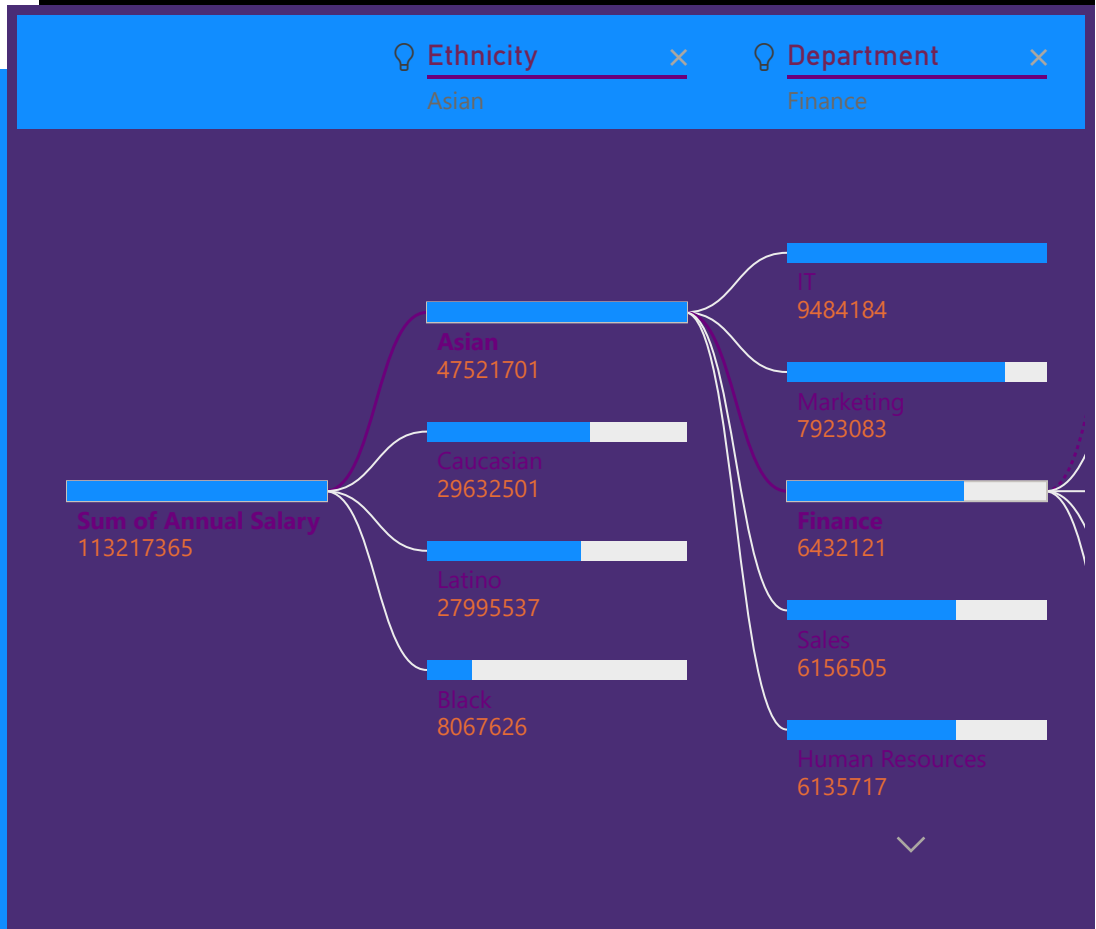 Ethnicity
Asian
Department
Finance
Sum of Annual Salary
113217365
Asian
47521701
Caucasian
29632501
Latino
27995537
Black
8067626
IT
9484184
Marketing
7923083
Finance
6432121
Sales
6156505
Human Resources
6135717